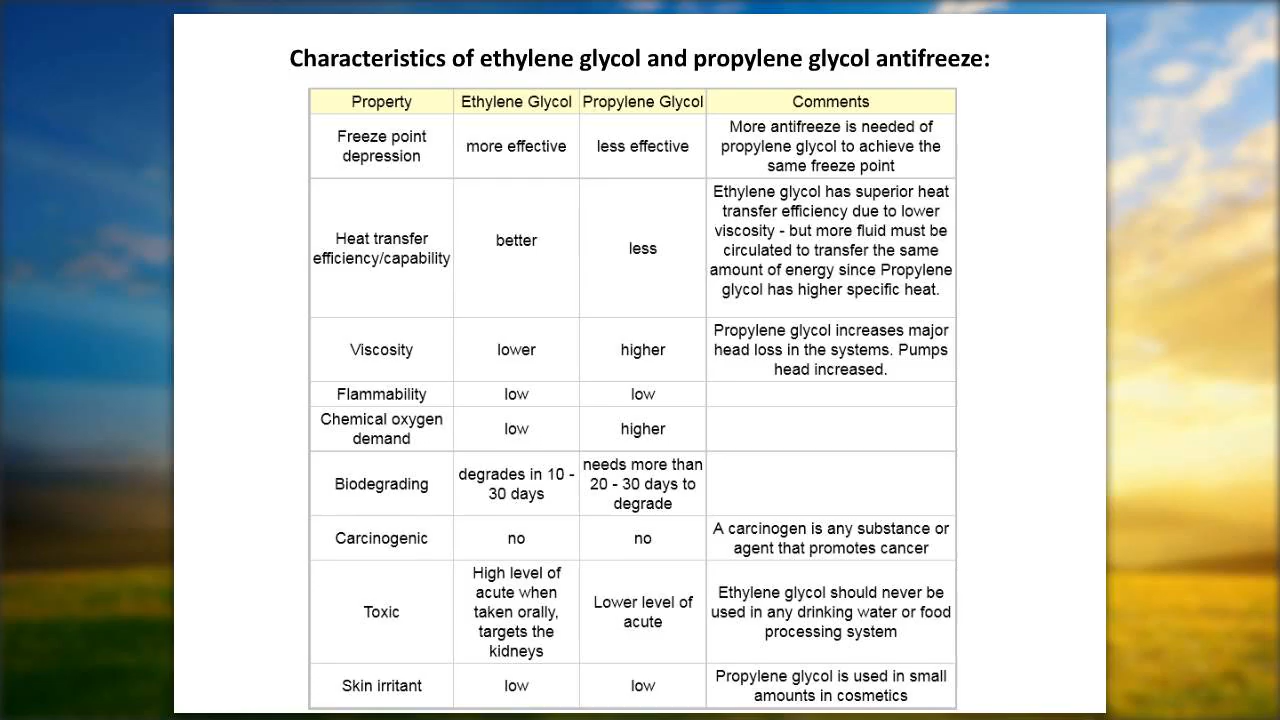 Characteristics of ethylene glycol and propylene glycol antifreeze:
Property Ethylene Glycol Propylene Glycol Comments
Freeze point
depression
more effective
less effective
More antifreeze is needed of
propylene glycol to achieve the
same freeze point
Heat transfer
efficiency/capability
better
less
Ethylene glycol has superior heat
transfer efficiency due to lower
viscosity - but more fluid must be
circulated to transfer the same
amount of energy since Propylene
glycol has higher specific heat.
Viscosity
lower
higher
Propylene glycol increases major
head loss in the systems. Pumps
head increased.
Flammability
low
low
Chemical oxygen
demand
low
higher
Biodegrading
degrades in 10 -
30 days
needs more than
20 - 30 days to
degrade
Carcinogenic
no
no
A carcinogen is any substance or
agent that promotes cancer
Toxic
High level of
acute when
taken orally,
targets the
kidneys
Lower level of
acute
Ethylene glycol should never be
used in any drinking water or food
processing system
Skin irritant
low
low
Propylene glycol is used in small
amounts in cosmetics